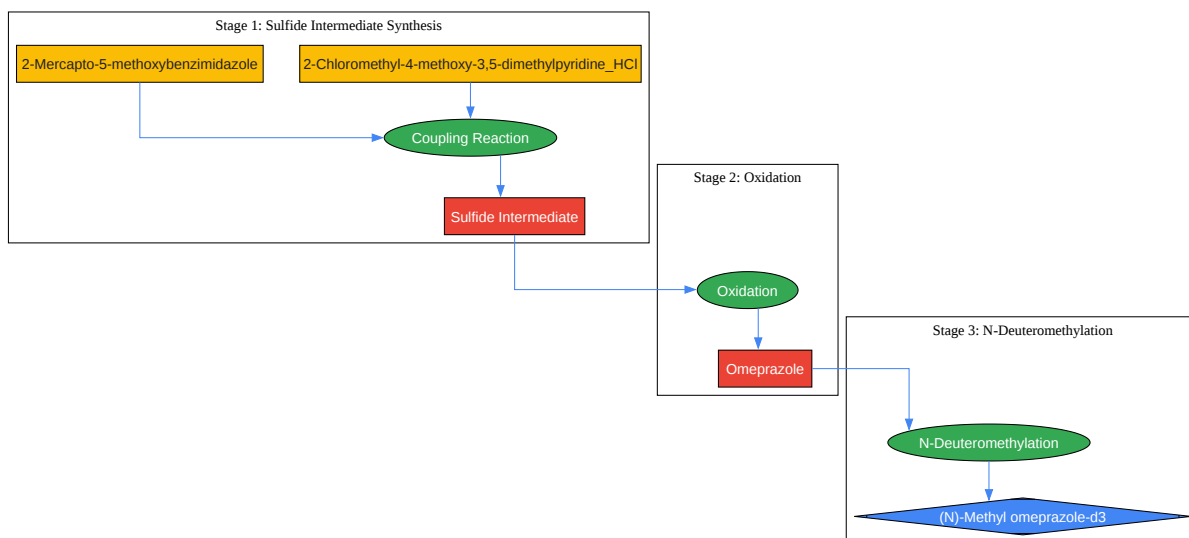 Stage 1: Sulfide Intermediate Synthesis
2-Mercapto-5-methoxybenzimidazole
2-Chloromethyl-4-methoxy-3,5-dimethylpyridine_HCl
Coupling Reaction
Sulfide Intermediate
Stage 2: Oxidation
Oxidation
Omeprazole
Stage 3: N-Deuteromethylation
N-Deuteromethylation
(N)-Methyl omeprazole-d3